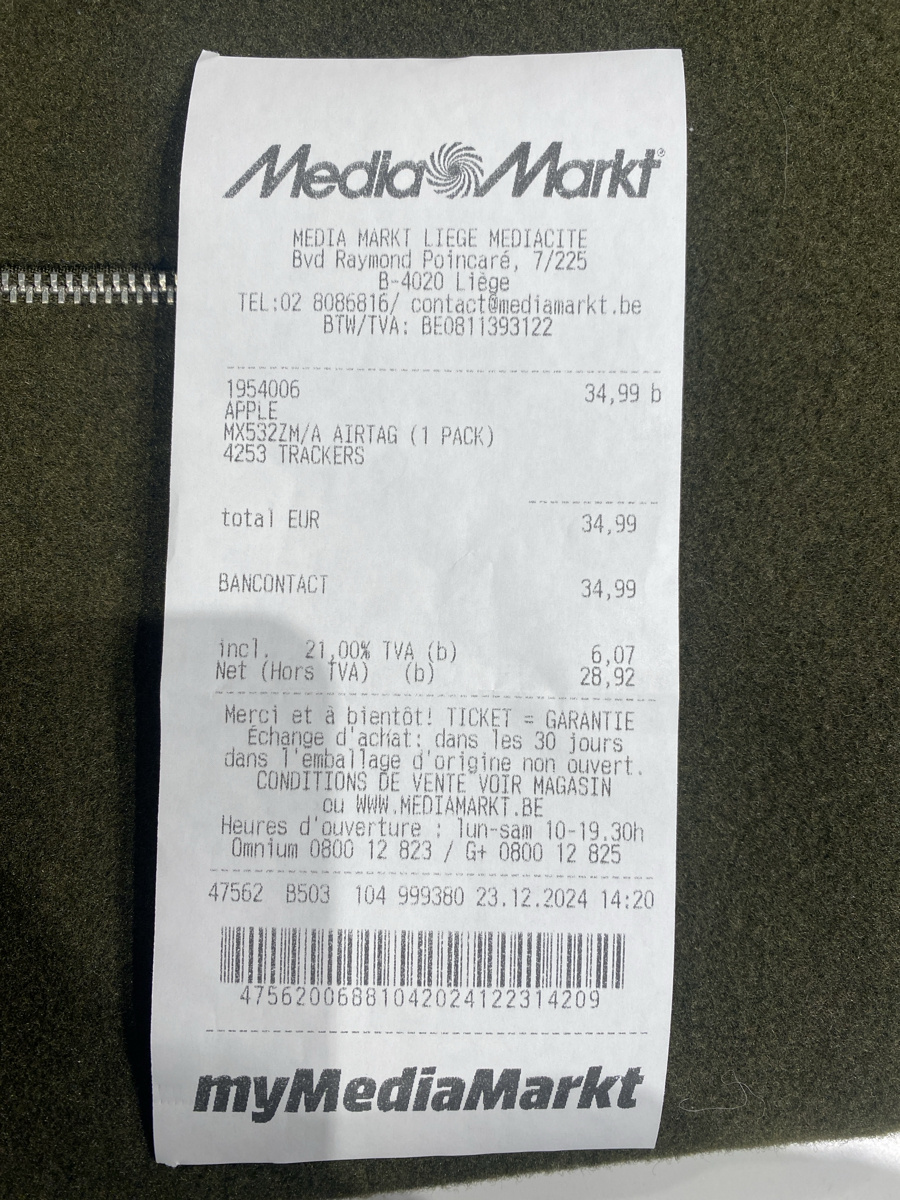 Media Markt®
MEDIA MARKT LIEGE MEDIACITE
Bvd Raymond Poincaré, 7/225
B-4020 Liège
TEL:02 8086816/ contact@mediamarkt.be
BTW/TVA: BE0811393122
1954006 34,99 b
APPLE
MX532ZM/A AIRTAG (1 PACK)
4253 TRACKERS
total EUR 34,99
BANCONTACT 34,99
incl. 21,00% TVA (b) 6,07
Net (Hors TVA) (b) 28,92
Merci et à bientôt! TICKET = GARANTIE
Échange d'achat: dans les 30 jours
dans l'emballage d'origine non ouvert.
CONDITIONS DE VENTE VOIR MAGASIN
ou WWW.MEDIAMARKT.BE
Heures d'ouverture : lun-sam 10-19.30h
Omnium 0800 12 823 / G+ 0800 12 825
47562 B503 104 999380 23.12.2024 14:20
47562006881042024122314209
myMediaMarkt